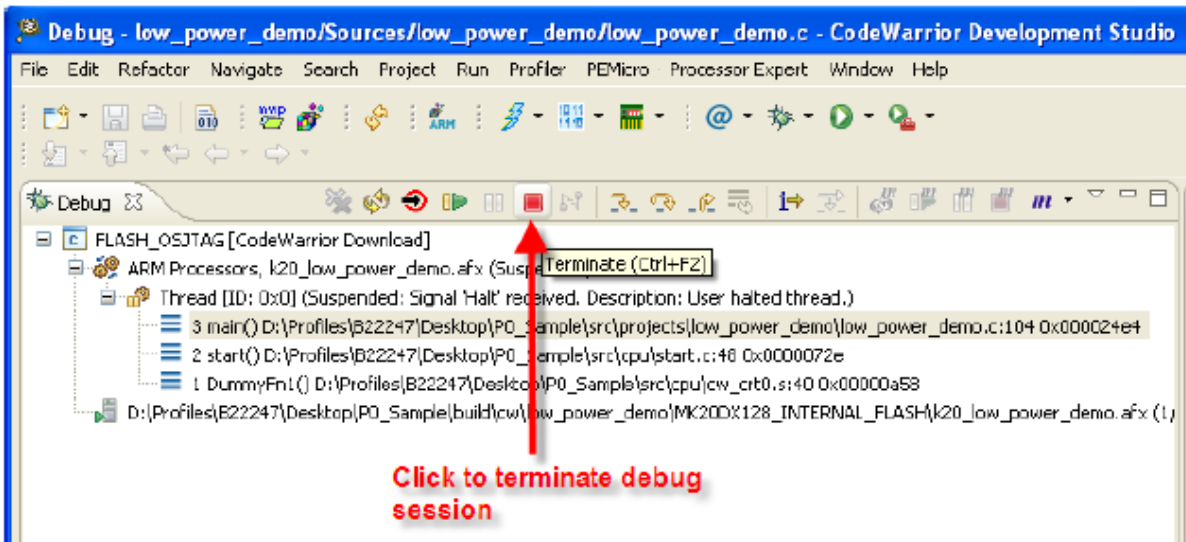 Debug - low_power_demo/Sources/low_power_demo/low_power_demo.c - CodeWarrior Development Studio
File Edit Refactor Navigate Search Project Run Profiler PEMicro Processor Expert Window Help
010 ARM @
Debug
FLASH_OSJTAG [CodeWarrior Download]
ARM Processors, k20_low_power_demo.afx (Suspe
Terminate (Ctrl+F2)
Thread [ID: 0x0] (Suspended: Signal 'Halt' received. Description: User halted thread.)
3 main() D:\Profiles\B22247\Desktop\P0_Sample\src\projects\low_power_demo\low_power_demo.c:104 0x000024e4
2 start() D:\Profiles\B22247\Desktop\P0_Sample\src\cpu\start.c:48 0x0000072e
1 DummyFn1() D:\Profiles\B22247\Desktop\P0_Sample\src\cpu\cw_crt0.s:40 0x00000a58
D:\Profiles\B22247\Desktop\P0_Sample\build\cw\low_power_demo\MK20DX128_INTERNAL_FLASH\k20_low_power_demo.afx (1/
Click to terminate debug
session